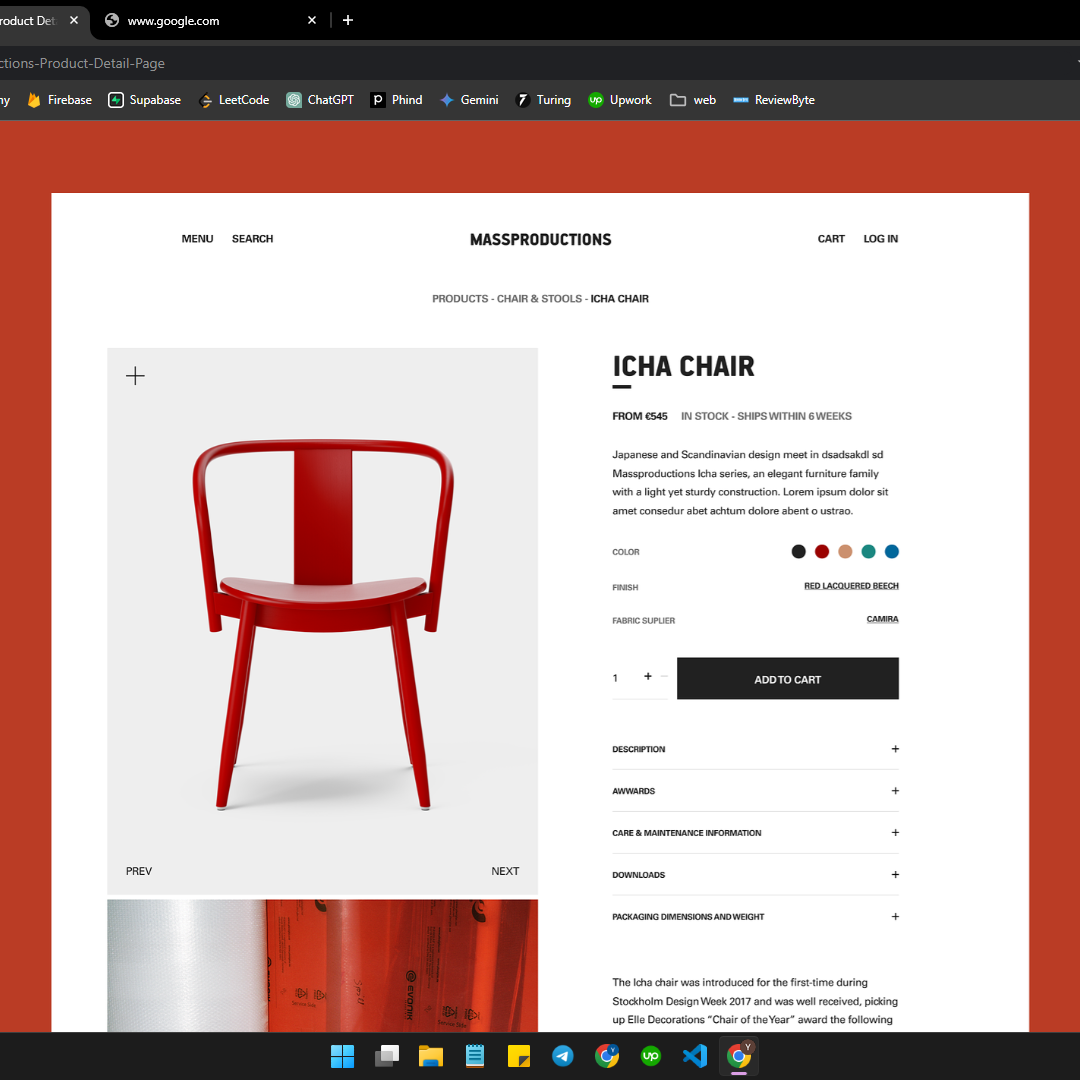 roduct Det
www.google.com
ctions-Product-Detail-Page
ny Firebase Supabase LeetCode ChatGPT Phind Gemini Turing Upwork web ReviewByte
MENU SEARCH MASSPRODUCTIONS CART LOG IN
PRODUCTS - CHAIR & STOOLS - ICHA CHAIR
ICHA CHAIR
FROM €545 IN STOCK - SHIPS WITHIN 6 WEEKS
Japanese and Scandinavian design meet in dsadsakdl sd
Massproductions Icha series, an elegant furniture family
with a light yet sturdy construction. Lorem ipsum dolor sit
amet consedur abet achtum dolore abent o ustrao.
COLOR
FINISH RED LACQUERED BEECH
FABRIC SUPLIER CAMIRA
1 + − ADD TO CART
DESCRIPTION +
AWWARDS +
CARE & MAINTENANCE INFORMATION +
DOWNLOADS +
PACKAGING DIMENSIONS AND WEIGHT +
PREV NEXT
EVONIK
The Icha chair was introduced for the first-time during
Stockholm Design Week 2017 and was well received, picking
up Elle Decorations “Chair of the Year” award the following